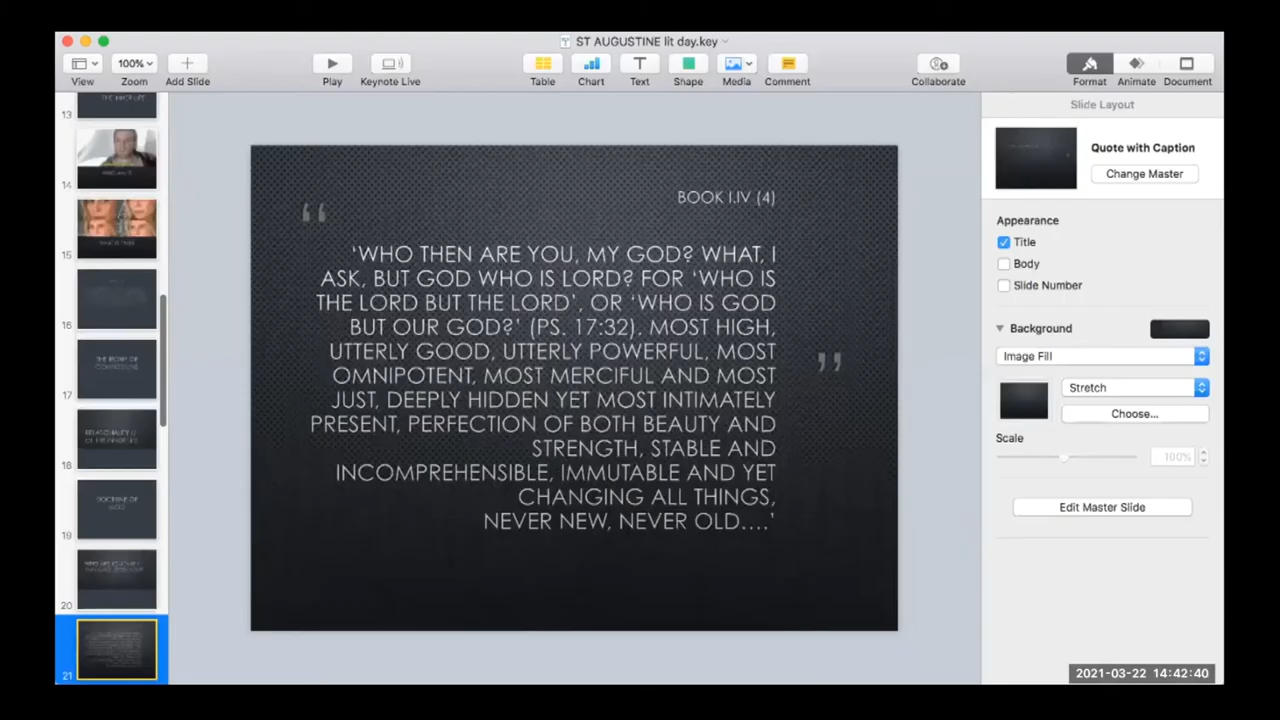 ST AUGUSTINE lit day.key
100%
View
Zoom
Add Slide
Play
Keynote Live
Table
Chart
Text
Shape
Media
Comment
Collaborate
Format
Animate
Document
13
THE INNER LIFE
14
15
16
17
18
19
DOCTRINE OF
20
21
“
BOOK I.IV (4)
‘WHO THEN ARE YOU, MY GOD? WHAT, I
ASK, BUT GOD WHO IS LORD? FOR ‘WHO IS
THE LORD BUT THE LORD’, OR ‘WHO IS GOD
BUT OUR GOD?’ (PS. 17:32). MOST HIGH,
UTTERLY GOOD, UTTERLY POWERFUL, MOST
OMNIPOTENT, MOST MERCIFUL AND MOST
JUST, DEEPLY HIDDEN YET MOST INTIMATELY
PRESENT, PERFECTION OF BOTH BEAUTY AND
STRENGTH, STABLE AND
INCOMPREHENSIBLE, IMMUTABLE AND YET
CHANGING ALL THINGS,
NEVER NEW, NEVER OLD....’
”
Slide Layout
Quote with Caption
Change Master
Appearance
Title
Body
Slide Number
Background
Image Fill
Stretch
Choose...
Scale
100%
Edit Master Slide
2021-03-22 14:42:40